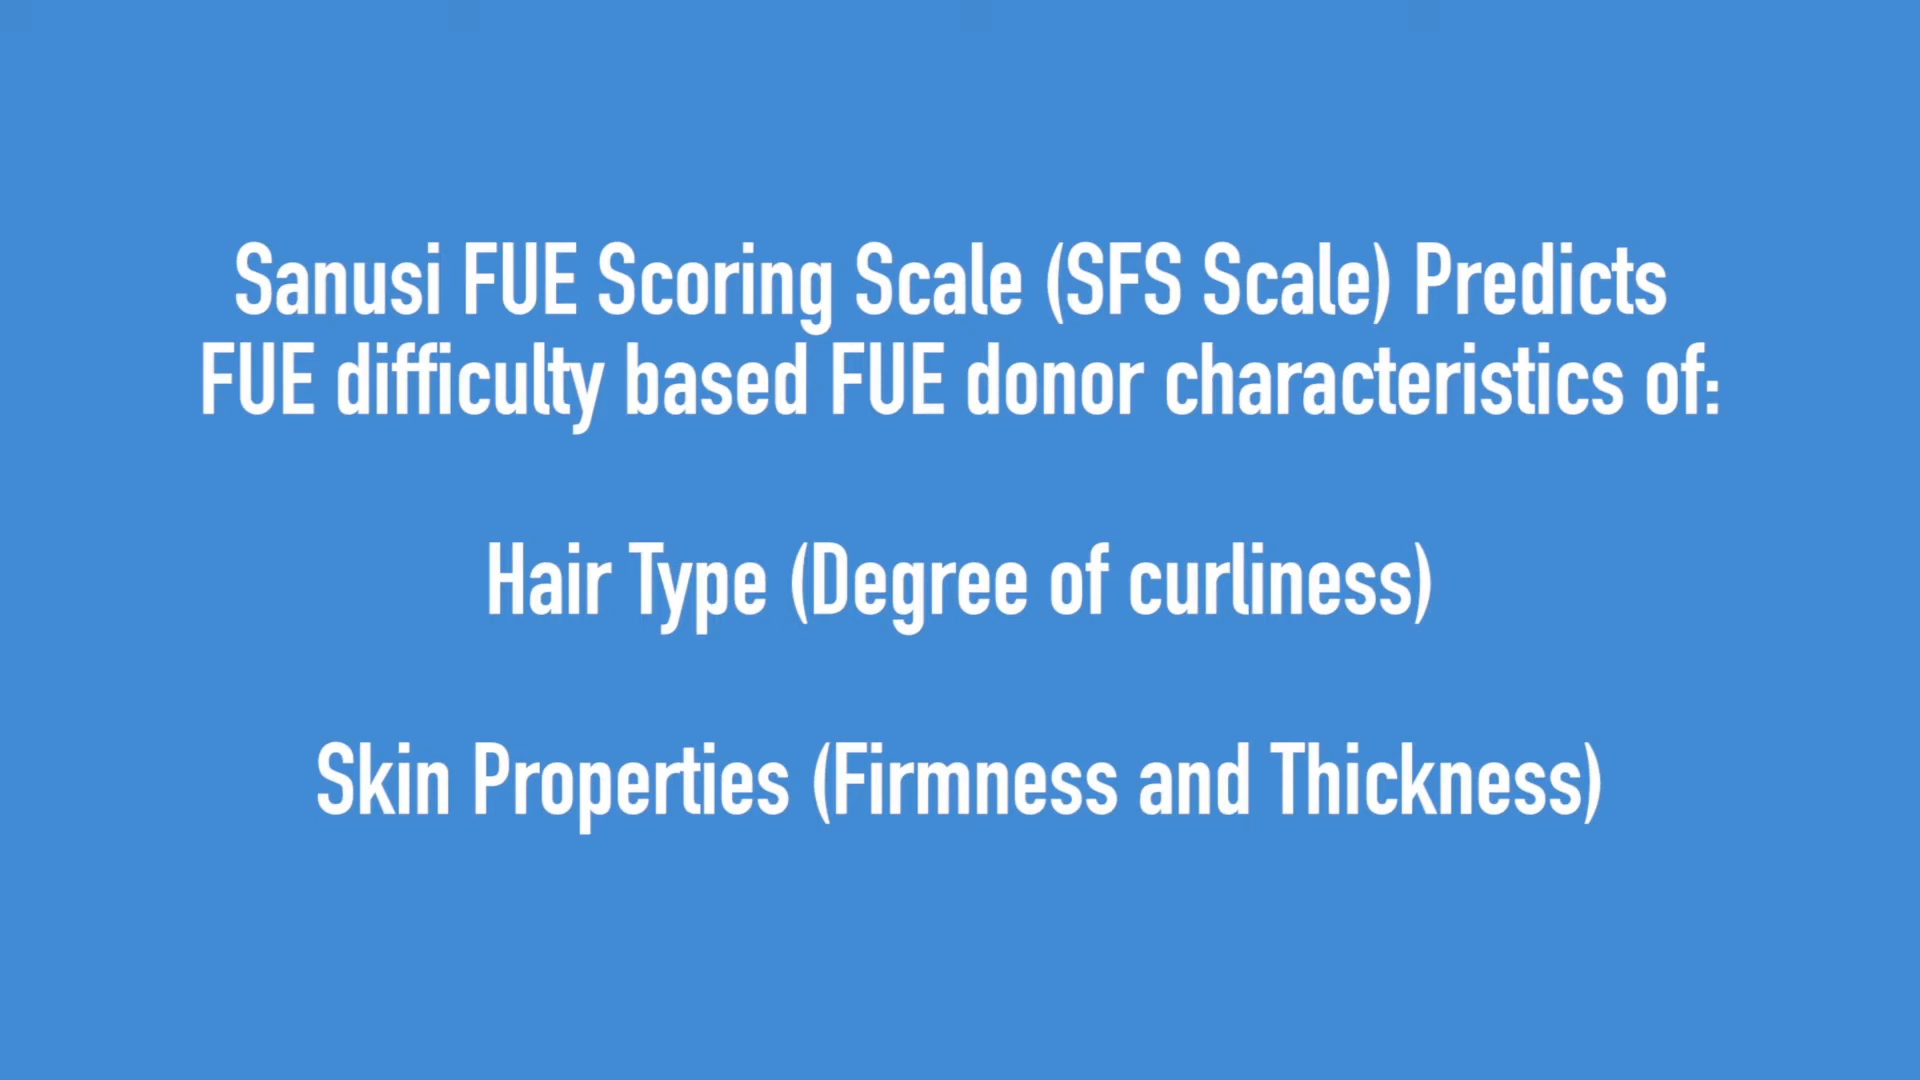 Sanusi FUE Scoring Scale (SFS Scale) Predicts
FUE difficulty based FUE donor characteristics of:
Hair Type (Degree of curliness)
Skin Properties (Firmness and Thickness)